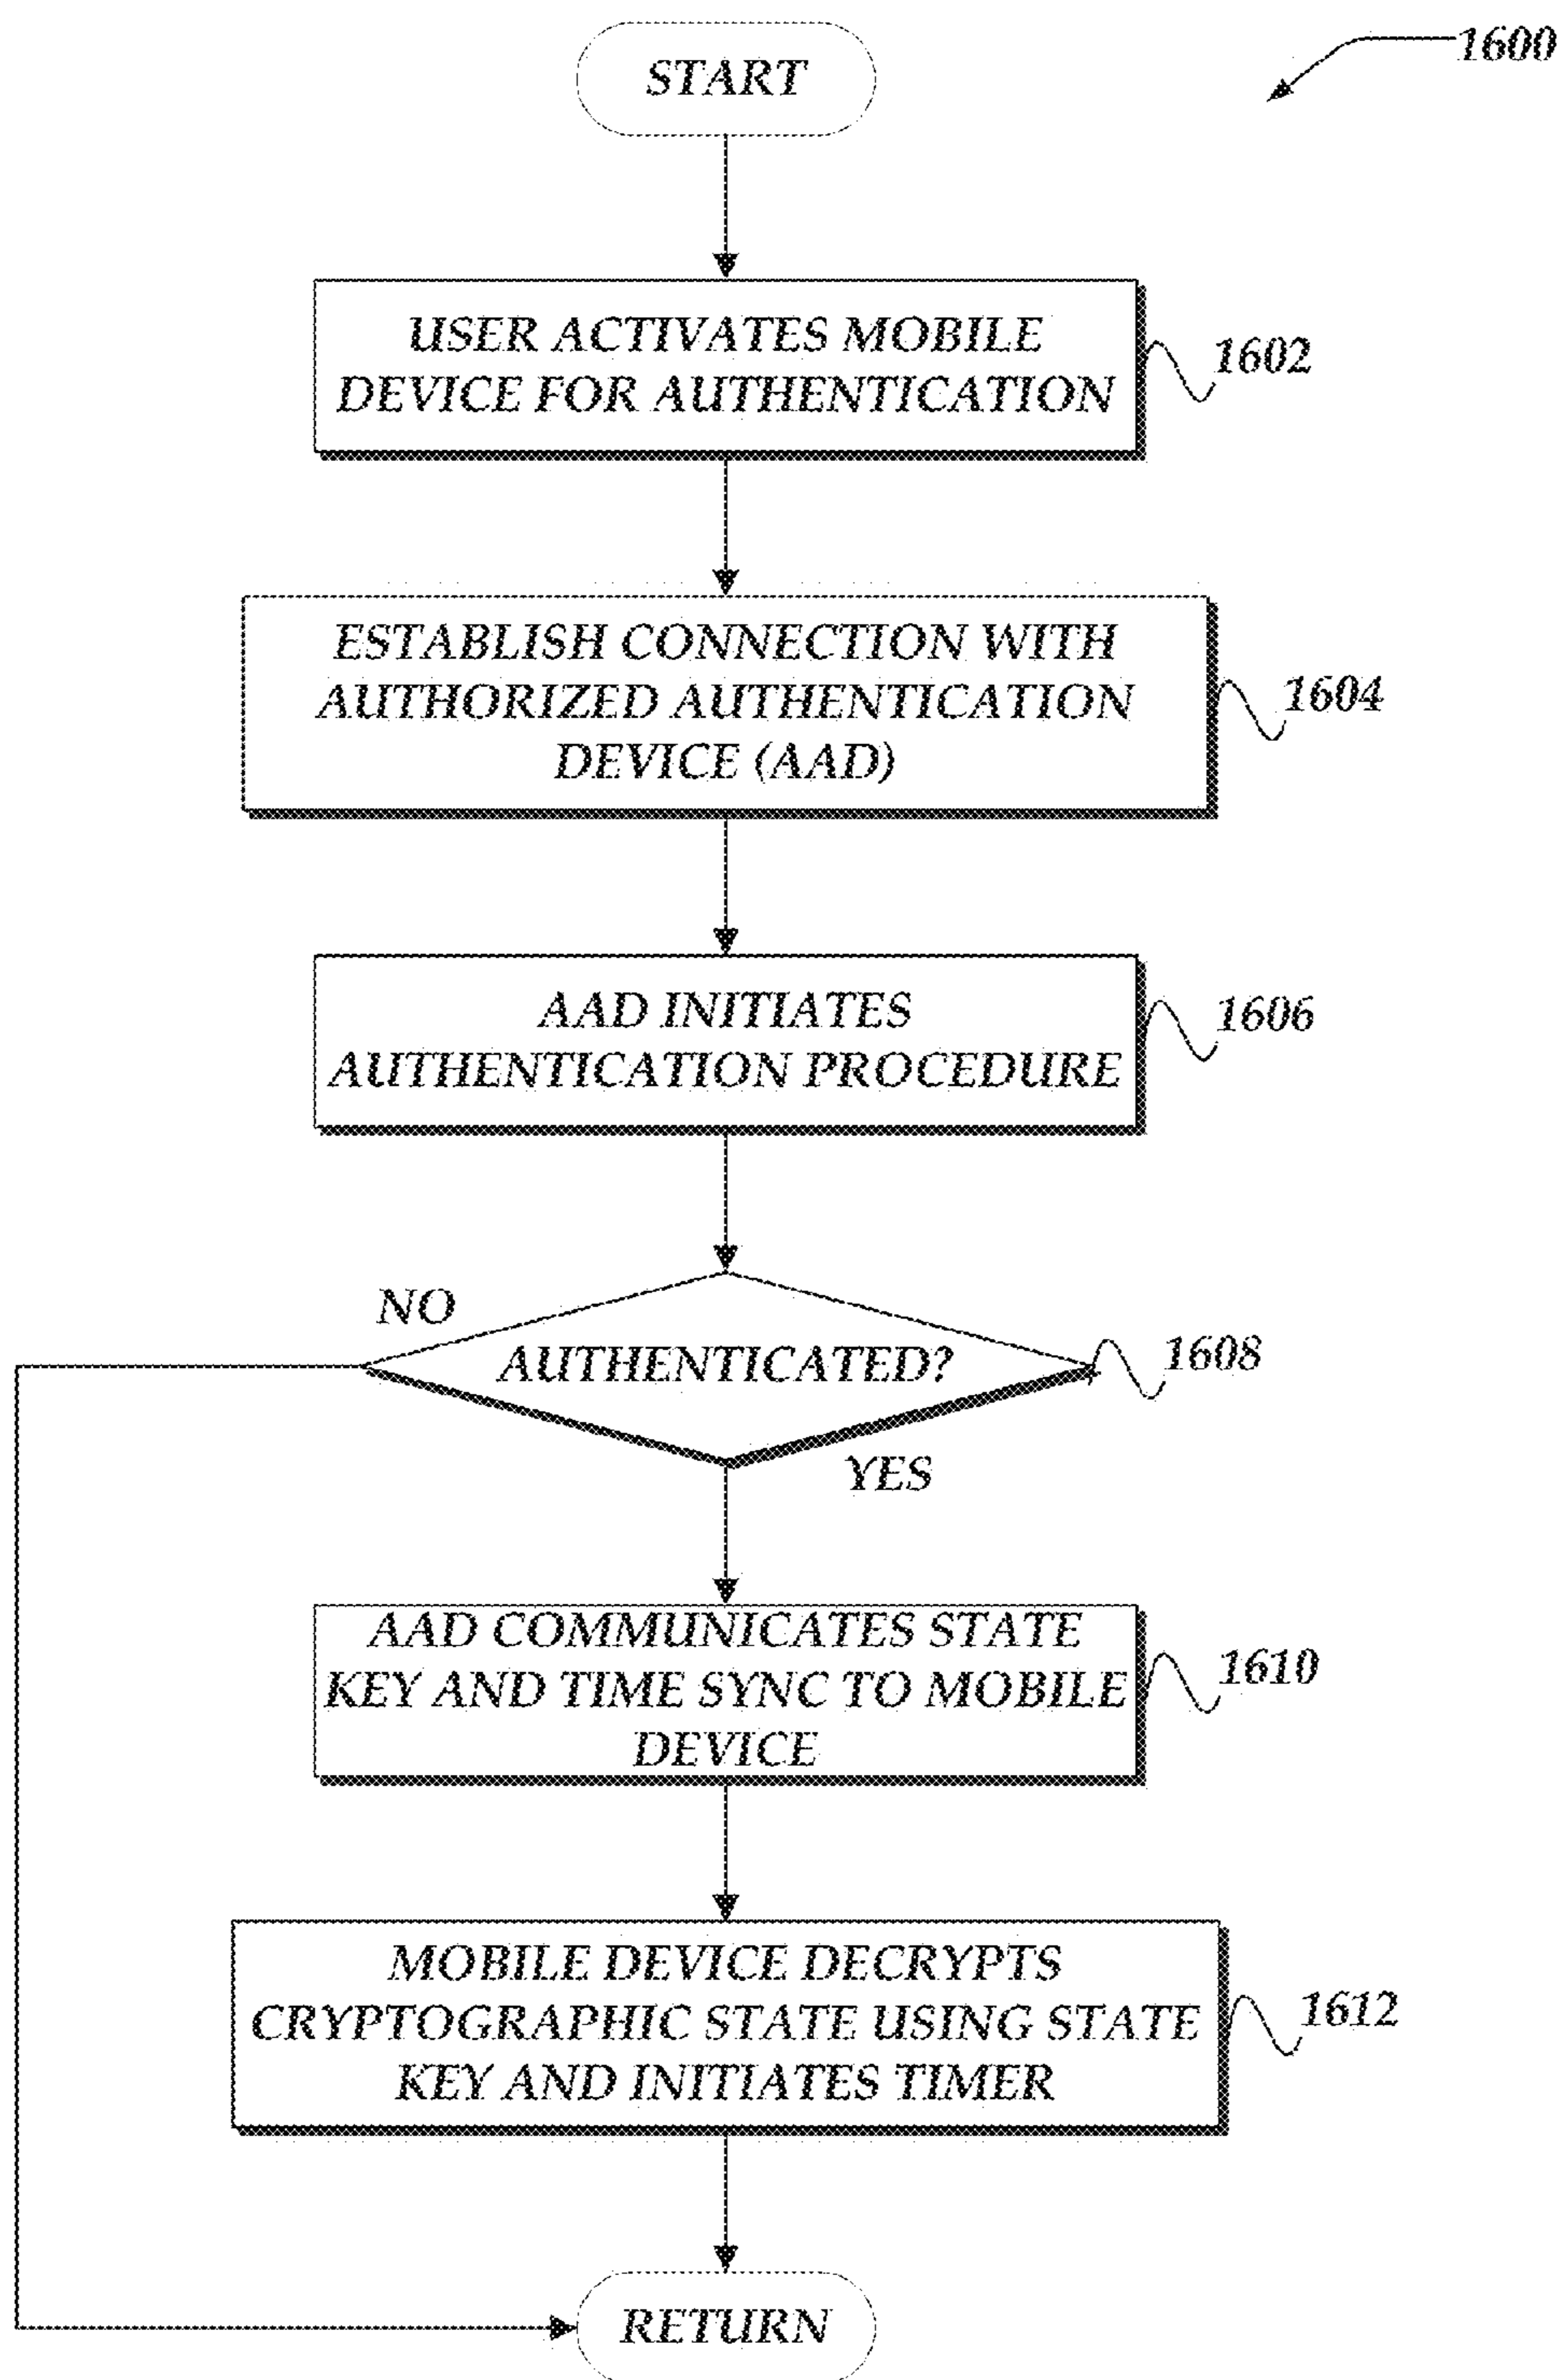 START
1600
USER ACTIVATES MOBILE
DEVICE FOR AUTHENTICATION
1602
ESTABLISH CONNECTION WITH
AUTHORIZED AUTHENTICATION
DEVICE (AAD)
1604
AAD INITIATES
AUTHENTICATION PROCEDURE
1606
NO
AUTHENTICATED?
1608
YES
AAD COMMUNICATES STATE
KEY AND TIME SYNC TO MOBILE
DEVICE
1610
MOBILE DEVICE DECRYPTS
CRYPTOGRAPHIC STATE USING STATE
KEY AND INITIATES TIMER
1612
RETURN